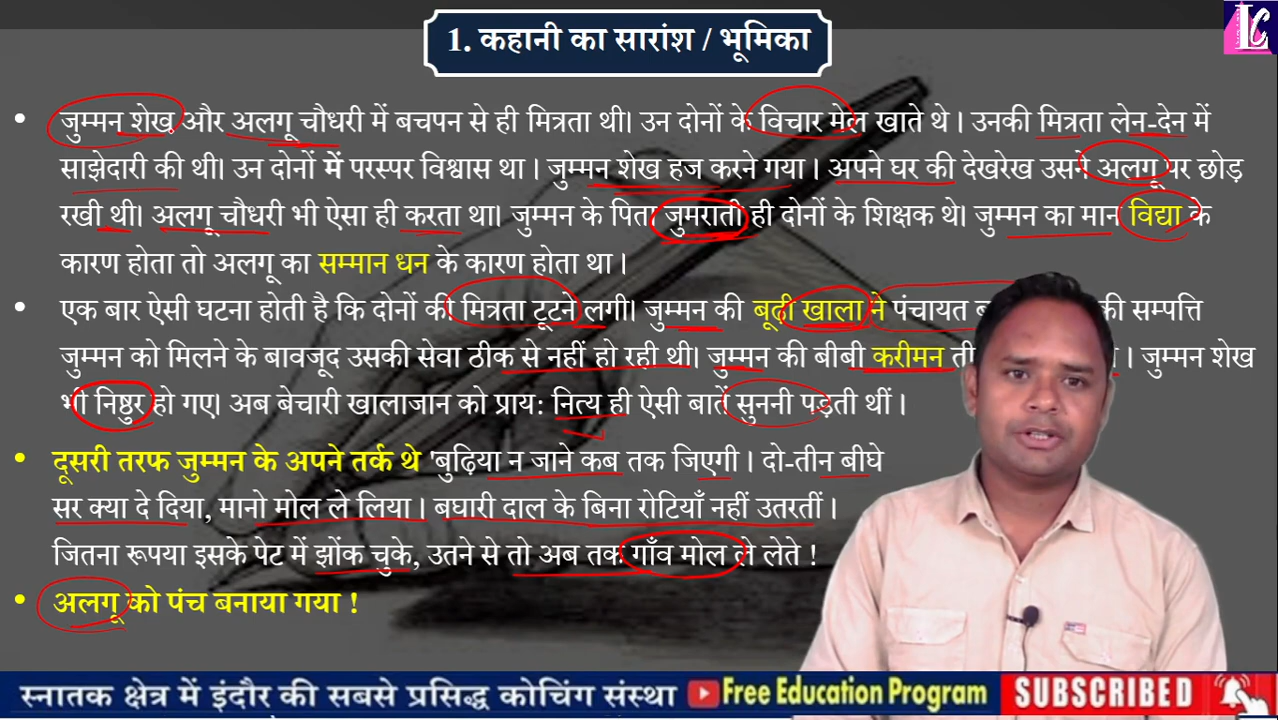 1. कहानी का सारांश / भूमिका
LC
• जुम्मन शेख और अलगू चौधरी में बचपन से ही मित्रता थी। उन दोनों के विचार मेल खाते थे । उनकी मित्रता लेन-देन में
साझेदारी की थी। उन दोनों में परस्पर विश्वास था । जुम्मन शेख हज करने गया । अपने घर की देखरेख उसने अलगू पर छोड़
रखी थी। अलगू चौधरी भी ऐसा ही करता था। जुम्मन के पिता जुमराती ही दोनों के शिक्षक थे। जुम्मन का मान विद्या के
कारण होता तो अलगू का सम्मान धन के कारण होता था ।
• एक बार ऐसी घटना होती है कि दोनों की मित्रता टूटने लगी। जुम्मन की बूढ़ी खाला ने पंचायत की सम्पत्ति
जुम्मन को मिलने के बावजूद उसकी सेवा ठीक से नहीं हो रही थी। जुम्मन की बीबी करीमन । जुम्मन शेख
भी निष्ठुर हो गए। अब बेचारी खालाजान को प्राय: नित्य ही ऐसी बातें सुननी पड़ती थीं ।
• दूसरी तरफ जुम्मन के अपने तर्क थे 'बुढ़िया न जाने कब तक जिएगी । दो-तीन बीघे
सर क्या दे दिया, मानो मोल ले लिया । बघारी दाल के बिना रोटियाँ नहीं उतरतीं ।
जितना रूपया इसके पेट में झोंक चुके, उतने से तो अब तक गाँव मोल ले लेते !
• अलगू को पंच बनाया गया !
स्नातक क्षेत्र में इंदौर की सबसे प्रसिद्ध कोचिंग संस्था Free Education Program SUBSCRIBED